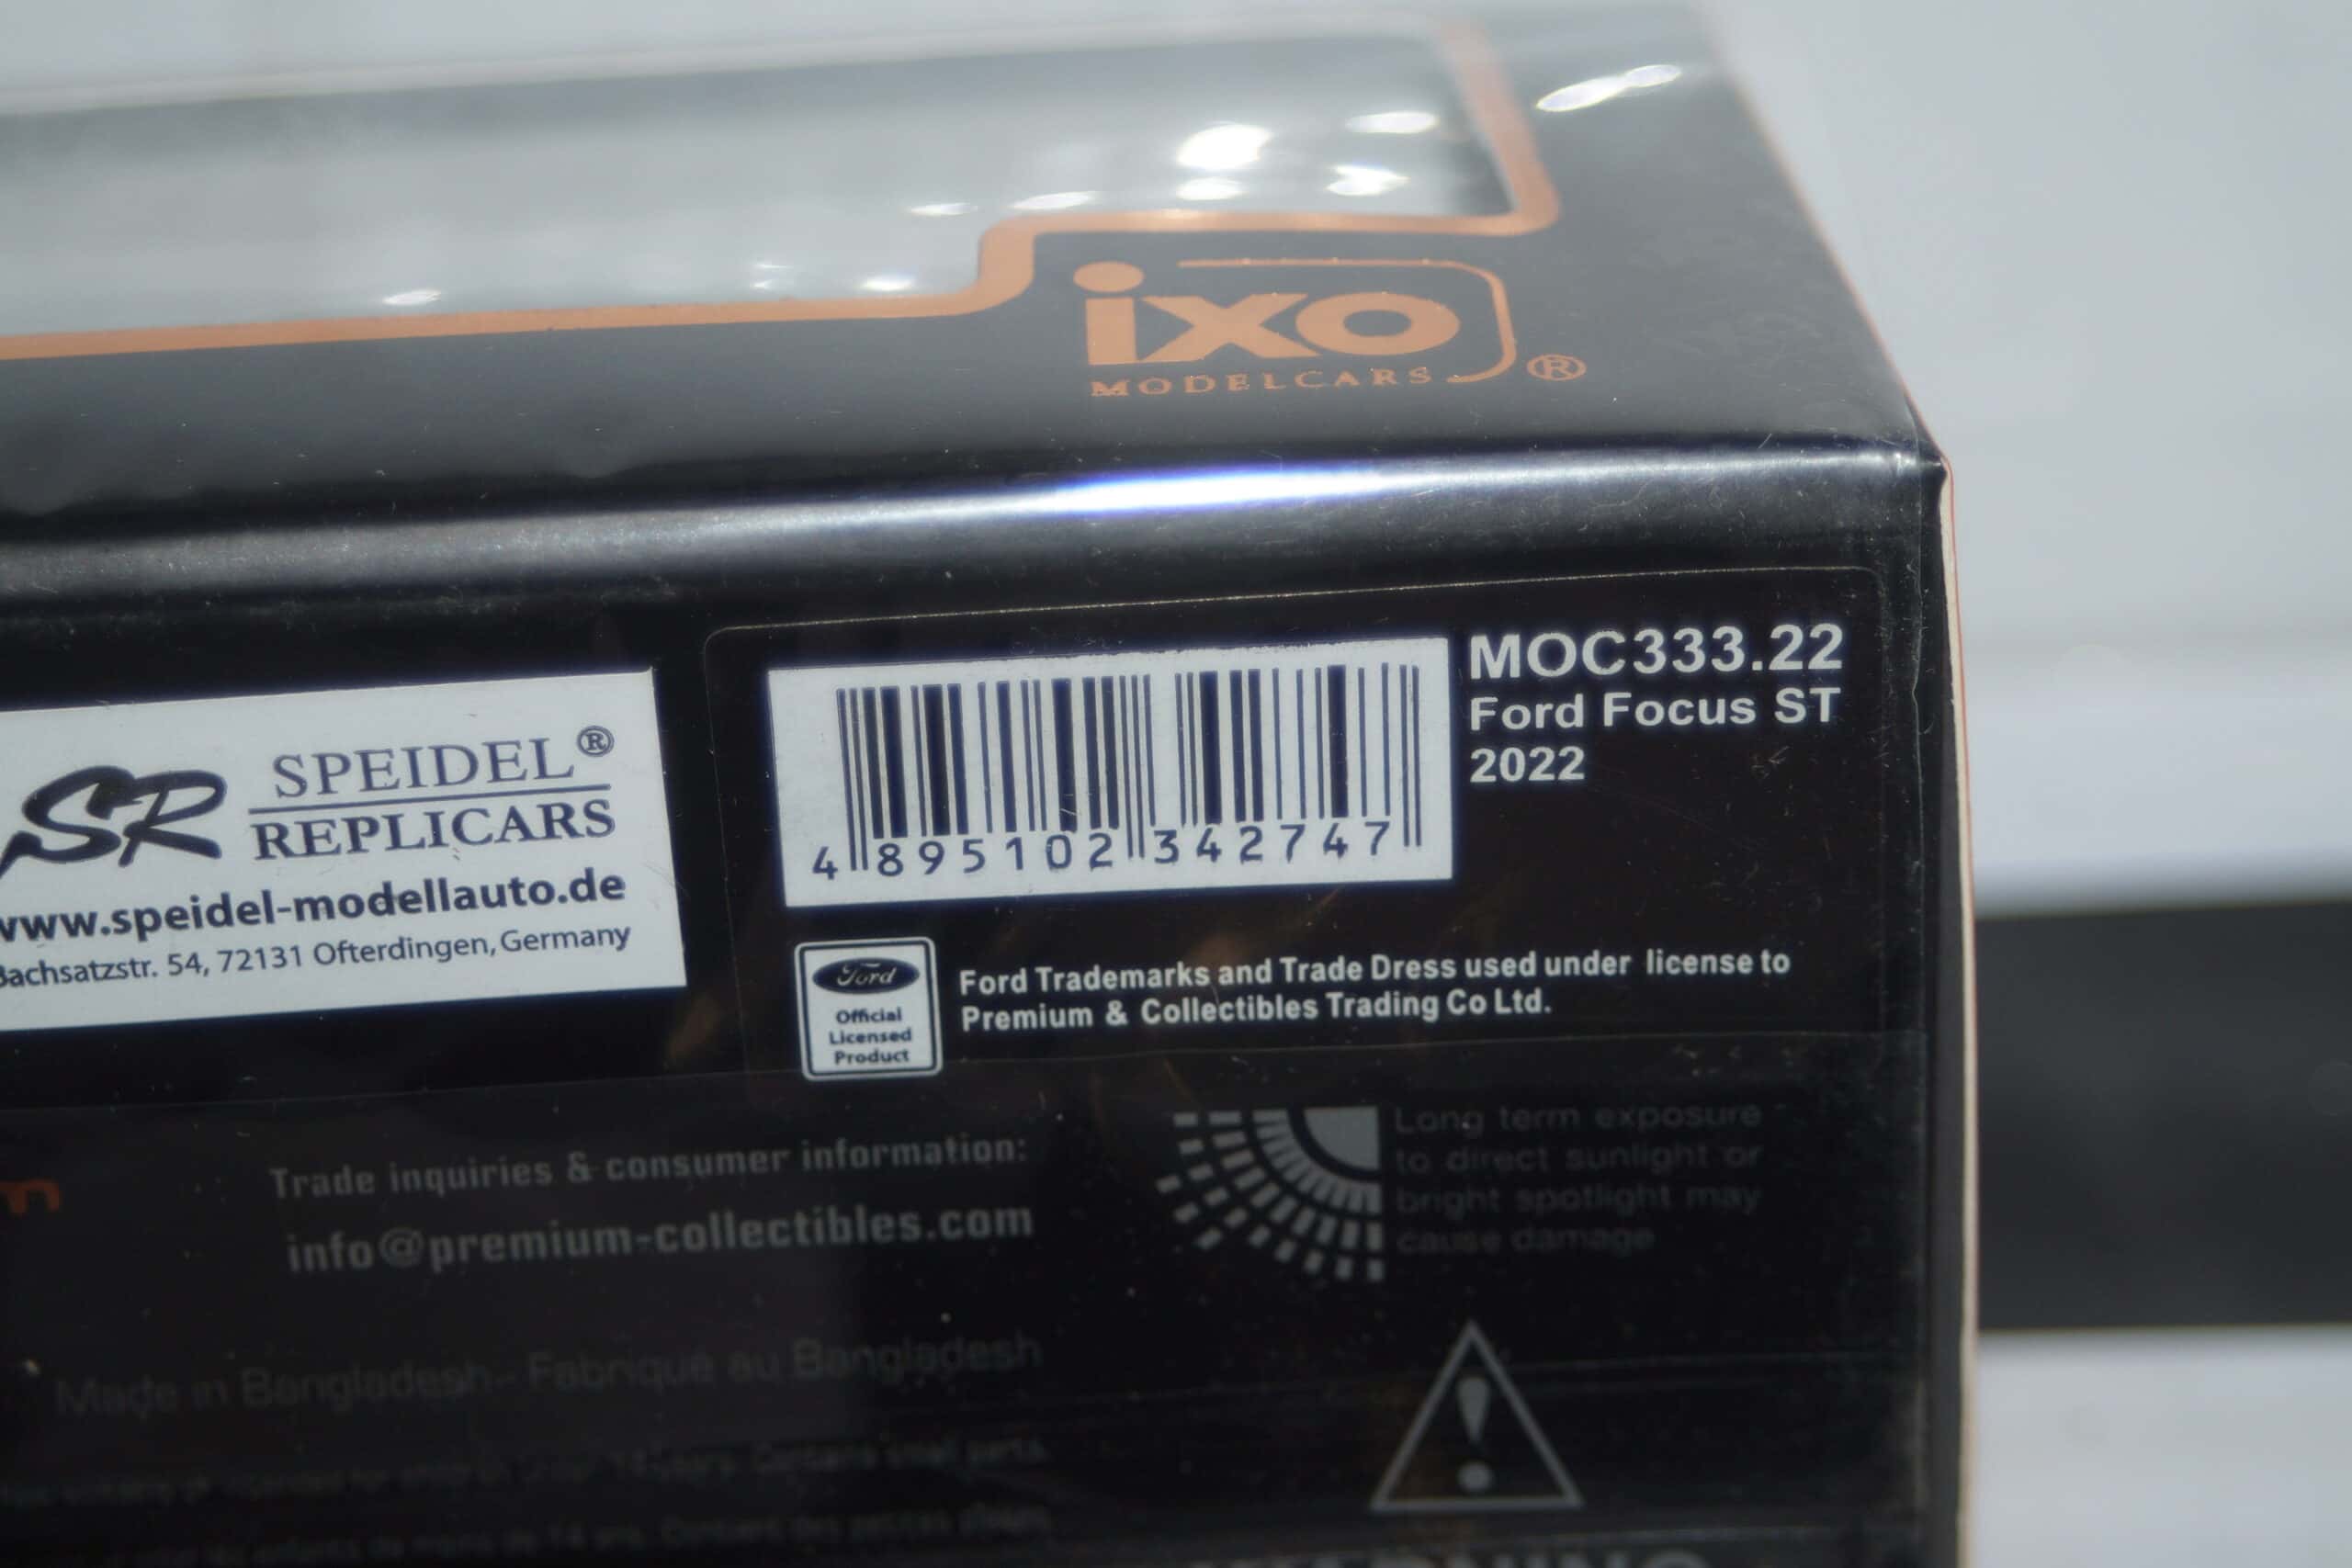 ixo
MODELCARS ®
MOC333.22
Ford Focus ST
2022
4 895102 342747
SR SPEIDEL®
REPLICARS
www.speidel-modellauto.de
Bachsatzstr. 54, 72131 Ofterdingen, Germany
Ford
Official
Licensed
Product
Ford Trademarks and Trade Dress used under license to
Premium & Collectibles Trading Co Ltd.
Trade inquiries & consumer information:
info@premium-collectibles.com
Long term exposure
to direct sunlight or
bright spotlight may
cause damage
Made in Bangladesh - Fabriqué au Bangladesh
Contains small parts.